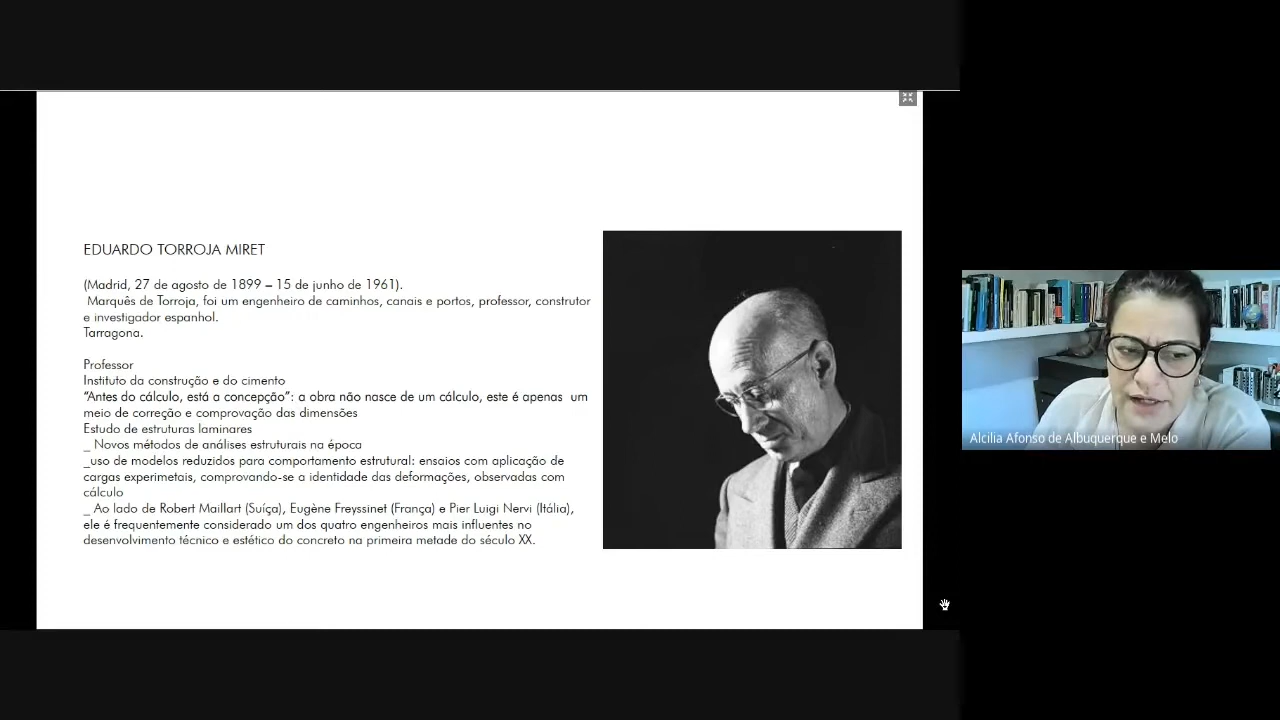 EDUARDO TORROJA MIRET
(Madrid, 27 de agosto de 1899 – 15 de junho de 1961).
Marquês de Torroja, foi um engenheiro de caminhos, canais e portos, professor, construtor
e investigador espanhol.
Tarragona.
Professor
Instituto da construção e do cimento
“Antes do cálculo, está a concepção”: a obra não nasce de um cálculo, este é apenas um
meio de correção e comprovação das dimensões
Estudo de estruturas laminares
_ Novos métodos de análises estruturais na época
_uso de modelos reduzidos para comportamento estrutural: ensaios com aplicação de
cargas experimetais, comprovando-se a identidade das deformações, observadas com
cálculo
_ Ao lado de Robert Maillart (Suíça), Eugène Freyssinet (França) e Pier Luigi Nervi (Itália),
ele é frequentemente considerado um dos quatro engenheiros mais influentes no
desenvolvimento técnico e estético do concreto na primeira metade do século XX.
Alcilia Afonso de Albuquerque e Melo